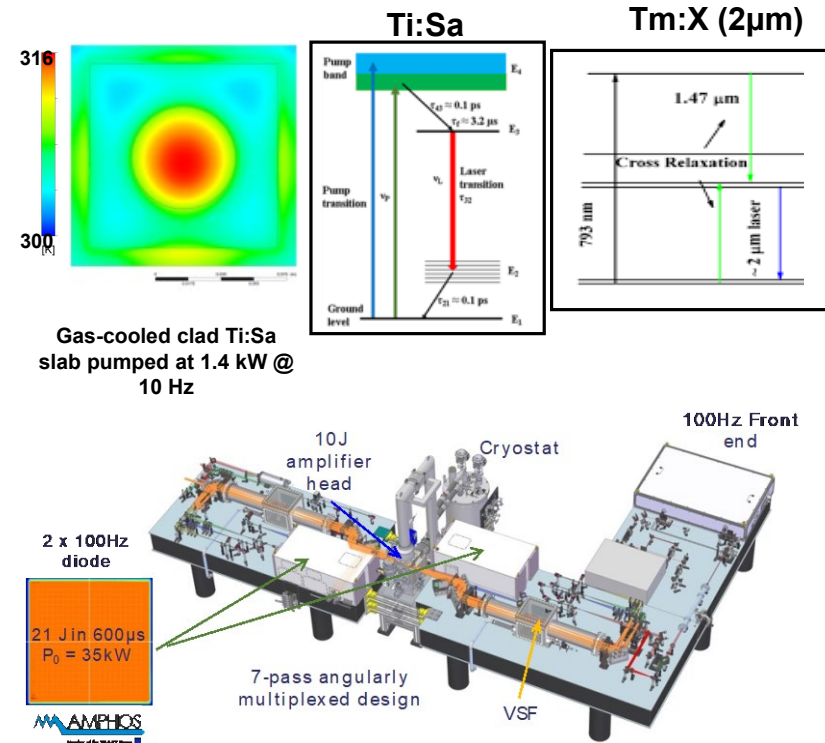 Ti:Sa
Tm:X (2µm)
316
300
[K]
Pump
band
E4
τ43 ≈ 0.1 ps
τf ≈ 3.2 µs
E3
Pump
transition
νP
νL
Laser
transition
τ32
E2
τ21 ≈ 0.1 ps
Ground
level
E1
1.47 µm
Cross Relaxation
793 nm
~ 2 µm laser
Gas-cooled clad Ti:Sa
slab pumped at 1.4 kW @
10 Hz
100Hz Front
end
10J
amplifier
head
Cryostat
2 x 100Hz
diode
21 J in 600µs
P0 = 35kW
7-pass angularly
multiplexed design
VSF
AMPHOS